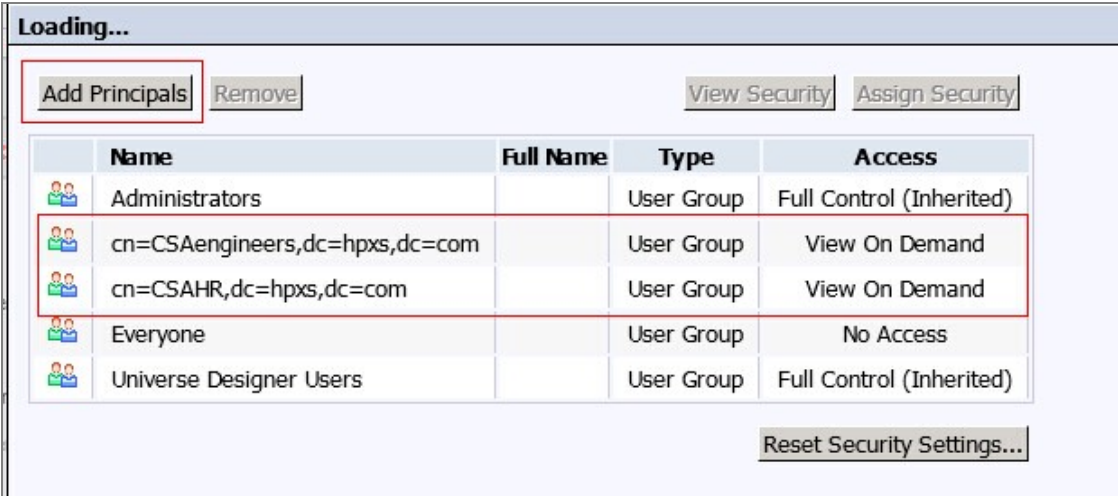 Loading...
Add Principals Remove View Security Assign Security
Name Full Name Type Access
Administrators User Group Full Control (Inherited)
cn=CSAengineers,dc=hpxs,dc=com User Group View On Demand
cn=CSAHR,dc=hpxs,dc=com User Group View On Demand
Everyone User Group No Access
Universe Designer Users User Group Full Control (Inherited)
Reset Security Settings...